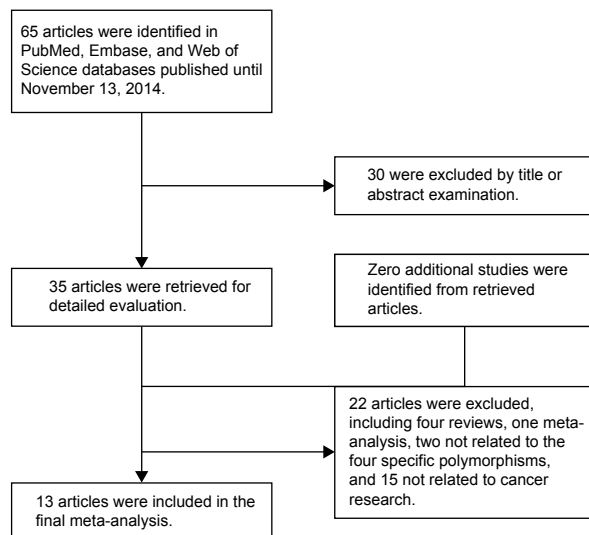 65 articles were identified in
PubMed, Embase, and Web of
Science databases published until
November 13, 2014.
30 were excluded by title or
abstract examination.
35 articles were retrieved for
detailed evaluation.
Zero additional studies were
identified from retrieved
articles.
22 articles were excluded,
including four reviews, one meta-
analysis, two not related to the
four specific polymorphisms,
and 15 not related to cancer
research.
13 articles were included in the
final meta-analysis.